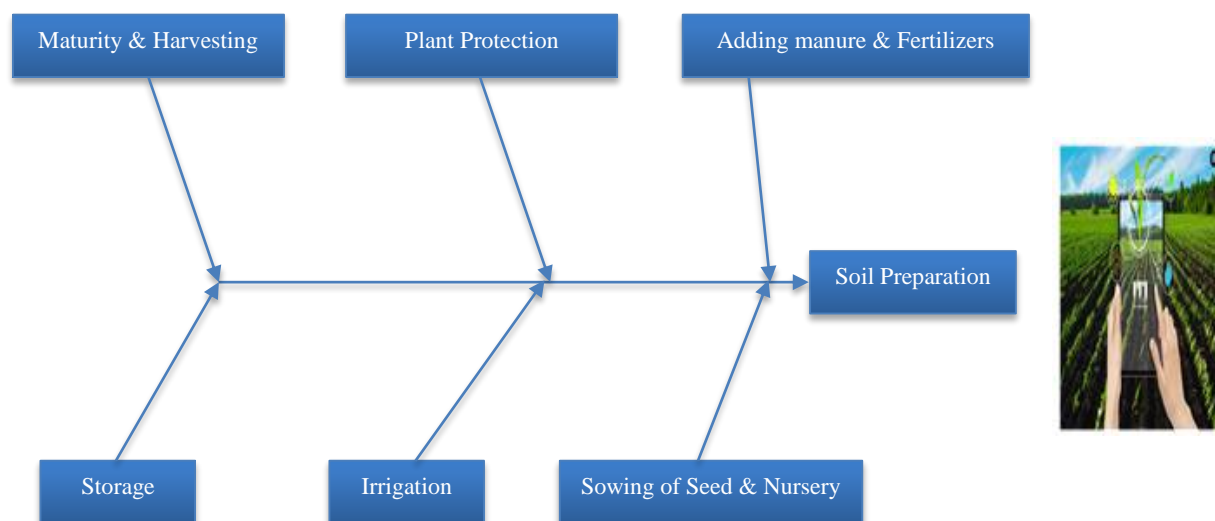 Maturity & Harvesting
Plant Protection
Adding manure & Fertilizers
Soil Preparation
Storage
Irrigation
Sowing of Seed & Nursery